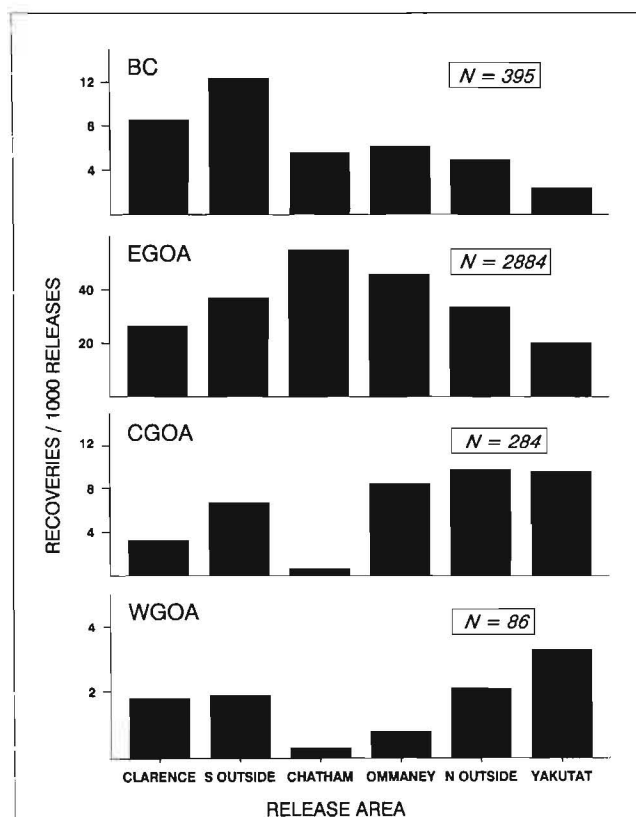 BC
N = 395
12
8
4
EGOA
N = 2884
40
20
CGOA
N = 284
12
8
4
WGOA
N = 86
4
2
RECOVERIES / 1000 RELEASES
CLARENCE S OUTSIDE CHATHAM OMMANEY N OUTSIDE YAKUTAT
RELEASE AREA